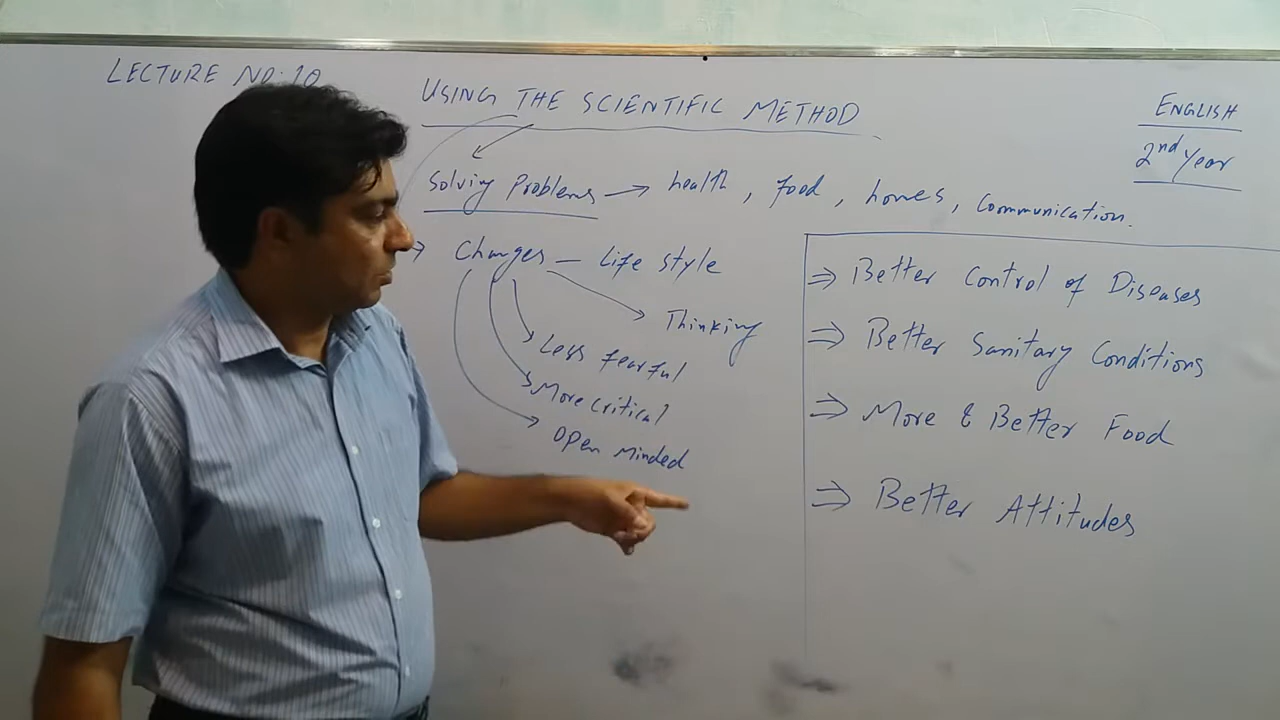 LECTURE NO: 10
USING THE SCIENTIFIC METHOD
ENGLISH
2nd Year
Solving Problems → health, food, homes, Communication.
→ Changes — Life style
Thinking
Less fearful
More critical
Open Minded
⇒ Better Control of Diseases
⇒ Better Sanitary Conditions
⇒ More & Better Food
⇒ Better Attitudes